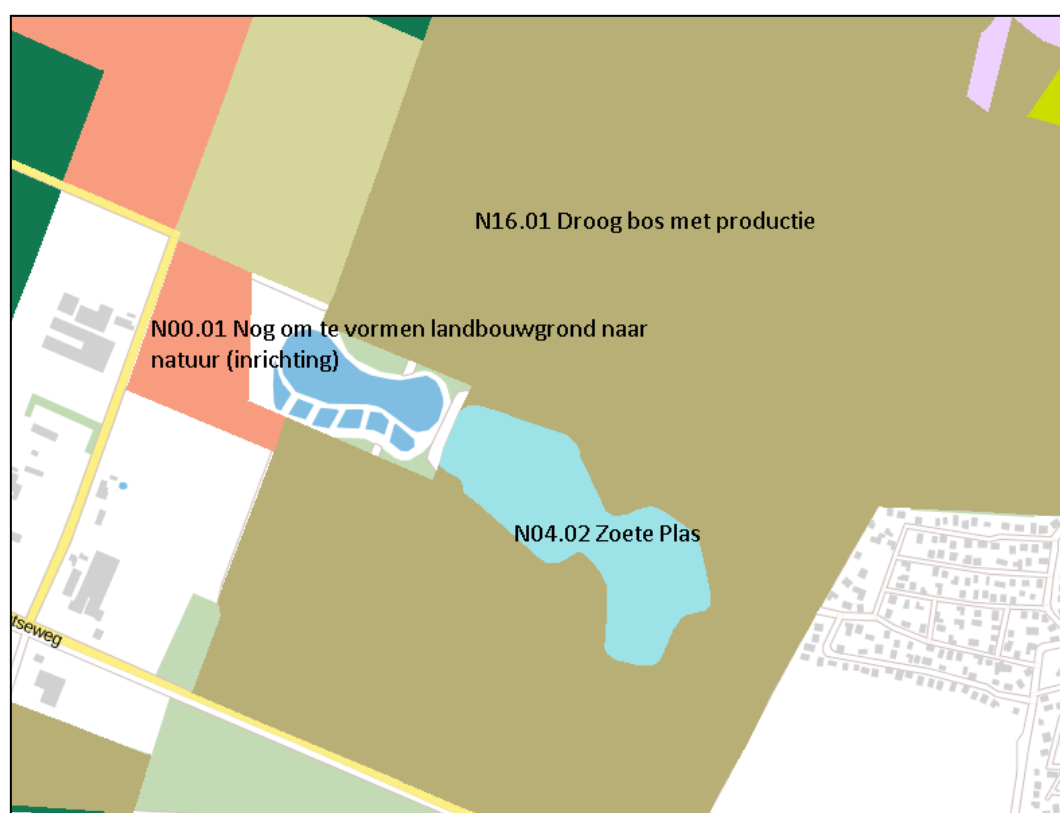 N16.01 Droog bos met productie
N00.01 Nog om te vormen landbouwgrond naar
natuur (inrichting)
N04.02 Zoete Plas
tseweg